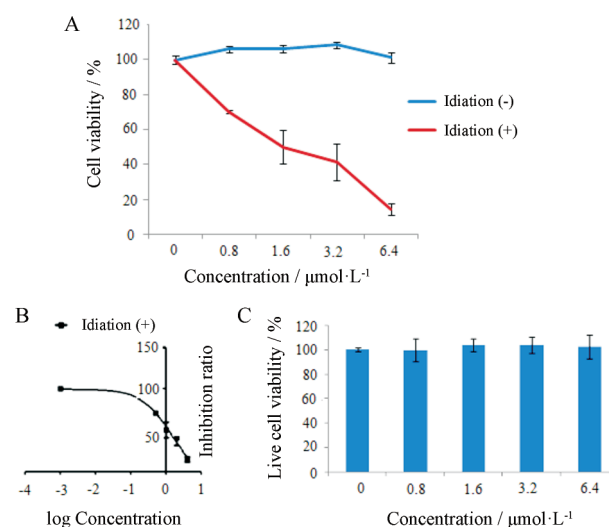 A
120
100
80
60
40
20
0
Cell viability / %
0 0.8 1.6 3.2 6.4
Concentration / μmol·L-1
Idiation (-)
Idiation (+)
B
Idiation (+)
150
100
50
Inhibition ratio
-4 -3 -2 -1 0 1
log Concentration
C
120
100
80
60
40
20
0
Live cell viability / %
0 0.8 1.6 3.2 6.4
Concentration / μmol·L-1